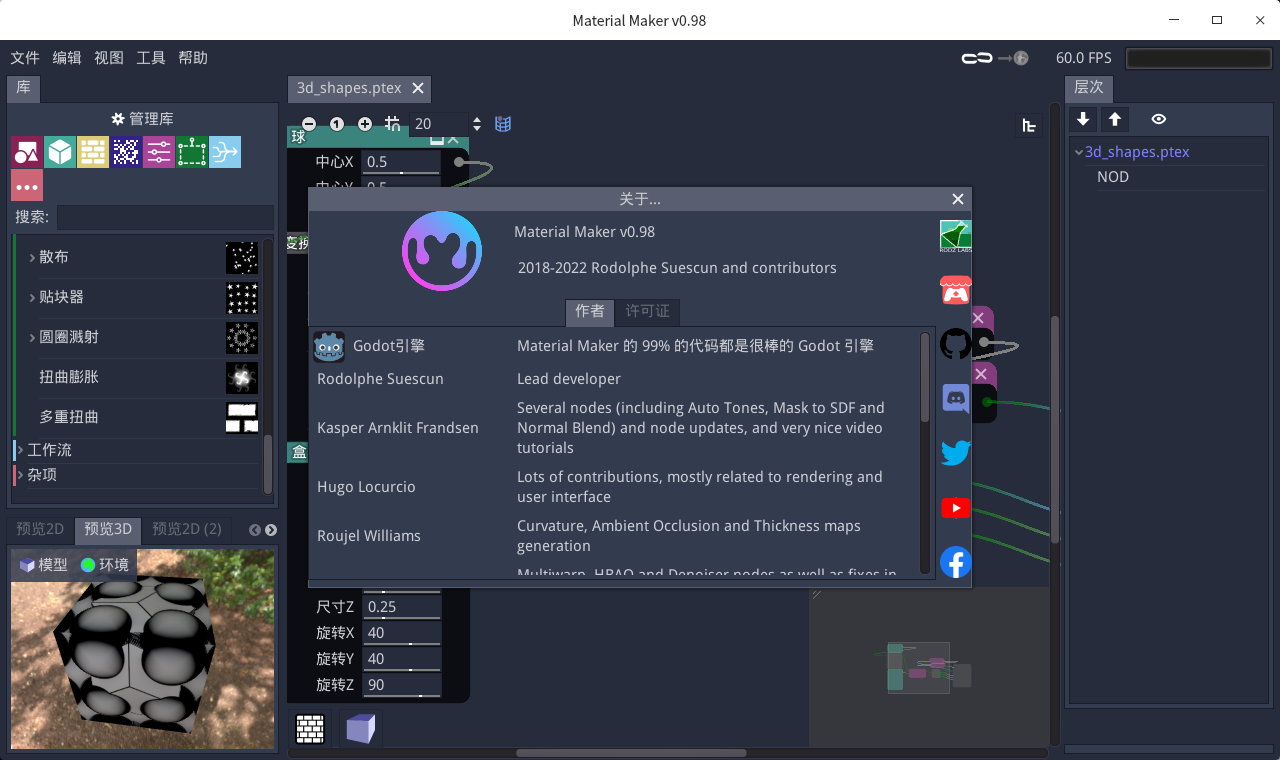 Material Maker v0.98
文件 编辑 视图 工具 帮助
60.0 FPS
库
管理库
搜索:
散布
贴块器
圆圈溅射
扭曲膨胀
多重扭曲
工作流
杂项
预览2D 预览3D 预览2D (2)
模型 环境
3d_shapes.ptex
20
球
中心X 0.5
中心Y 0.5
变换
盒
关于...
Material Maker v0.98
2018-2022 Rodolphe Suescun and contributors
作者 许可证
Godot引擎 Material Maker 的 99% 的代码都是很棒的 Godot 引擎
Rodolphe Suescun Lead developer
Kasper Arnklit Frandsen Several nodes (including Auto Tones, Mask to SDF and
Normal Blend) and node updates, and very nice video
tutorials
Hugo Locurcio Lots of contributions, mostly related to rendering and
user interface
Roujel Williams Curvature, Ambient Occlusion and Thickness maps
generation
Multiwarp, HBAO and Denoiser nodes as well as fixes in
RODZ LABS
尺寸Z 0.25
旋转X 40
旋转Y 40
旋转Z 90
层次
3d_shapes.ptex
NOD